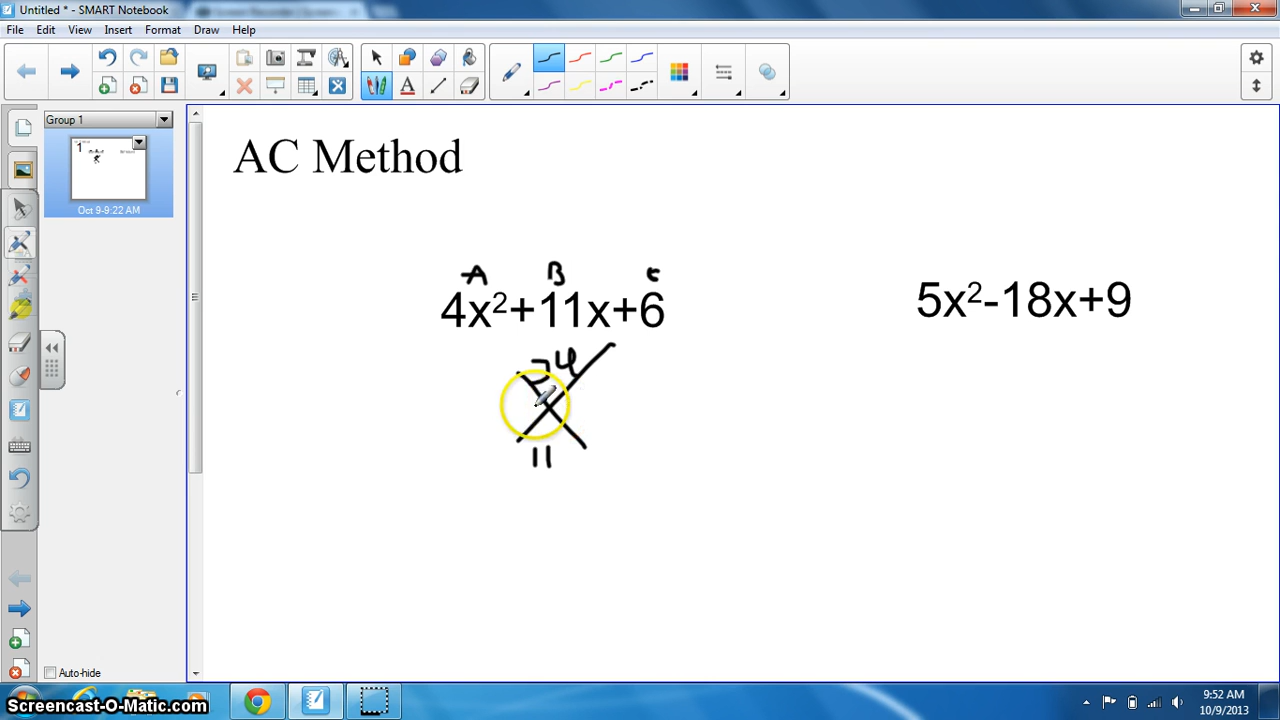 Untitled * - SMART Notebook
File Edit View Insert Format Draw Help
Group 1
1
Oct 9-9:22 AM
AC Method
A B C
4x²+11x+6
5x²-18x+9
24
11
Auto-hide
Screencast-O-Matic.com
9:52 AM
10/9/2013